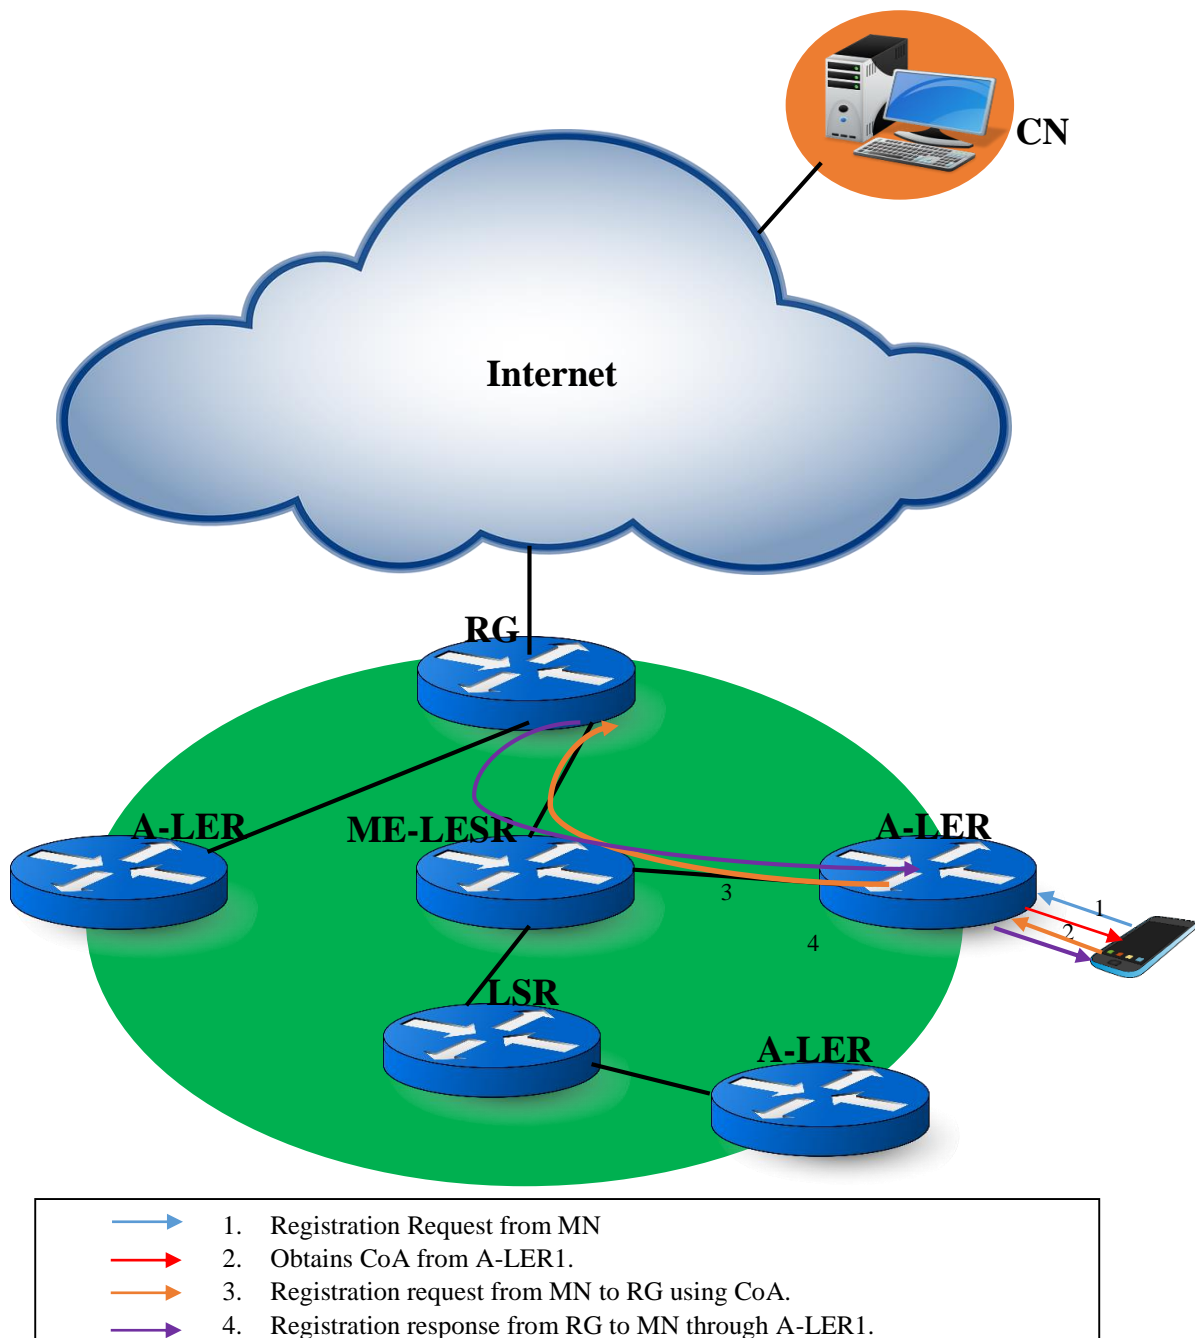 CN
Internet
RG
A-LER
ME-LESR
A-LER
3
1
2
4
LSR
A-LER
1. Registration Request from MN
2. Obtains CoA from A-LER1.
3. Registration request from MN to RG using CoA.
4. Registration response from RG to MN through A-LER1.